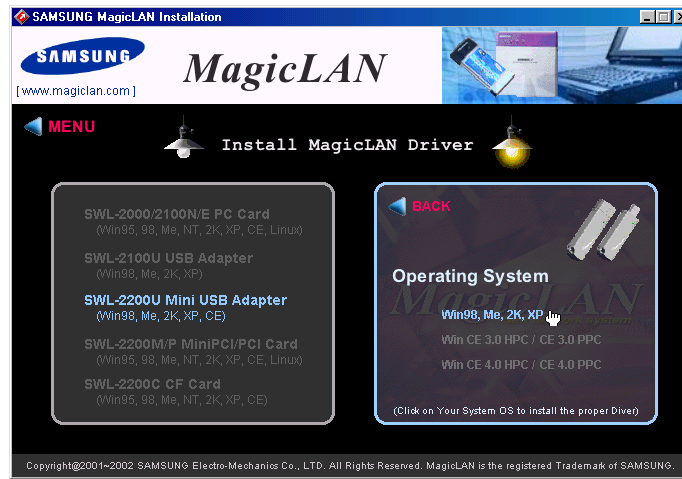 SAMSUNG MagicLAN Installation
SAMSUNG
MagicLAN
[ www.magiclan.com ]
MENU
Install MagicLAN Driver
SWL-2000/2100N/E PC Card
(Win95, 98, Me, NT, 2K, XP, CE, Linux)
SWL-2100U USB Adapter
(Win98, Me, 2K, XP)
SWL-2200U Mini USB Adapter
(Win98, Me, 2K, XP, CE)
SWL-2200M/P MiniPCI/PCI Card
(Win95, 98, Me, NT, 2K, XP, CE, Linux)
SWL-2200C CF Card
(Win95, 98, Me, NT, 2K, XP, CE)
BACK
Operating System
MagicLAN
Win98, Me, 2K, XP
Win CE 3.0 HPC / CE 3.0 PPC
Win CE 4.0 HPC / CE 4.0 PPC
(Click on Your System OS to install the proper Diver)
Copyright@2001~2002 SAMSUNG Electro-Mechanics Co., LTD. All Rights Reserved. MagicLAN is the registered Trademark of SAMSUNG.